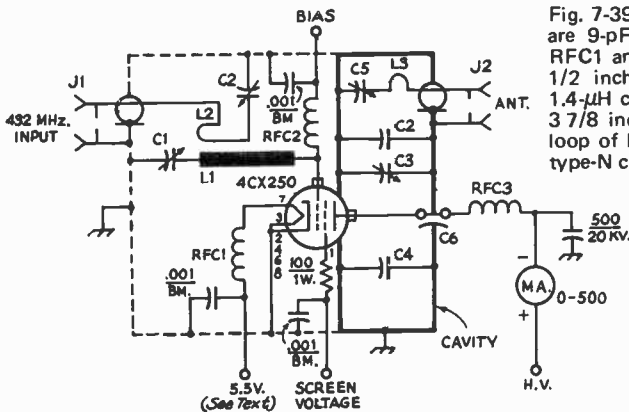 BIAS
J1
432 MHz.
INPUT
C1
L2
C2
.001
BM
RFC2
L1
4CX250
7
3
2
4
6
8
1
RFC1
.001
BM.
100
1W.
.001
BM.
5.5V.
(See Text)
SCREEN
VOLTAGE
C5
L3
J2
ANT.
C2
C3
C4
C6
CAVITY
RFC3
500
20 KV.
-
MA.
+
0-500
H.V.
Fig. 7-39
are 9-pF
RFC1 an
1/2 inch
1.4-μH c
3 7/8 inc
loop of l
type-N c